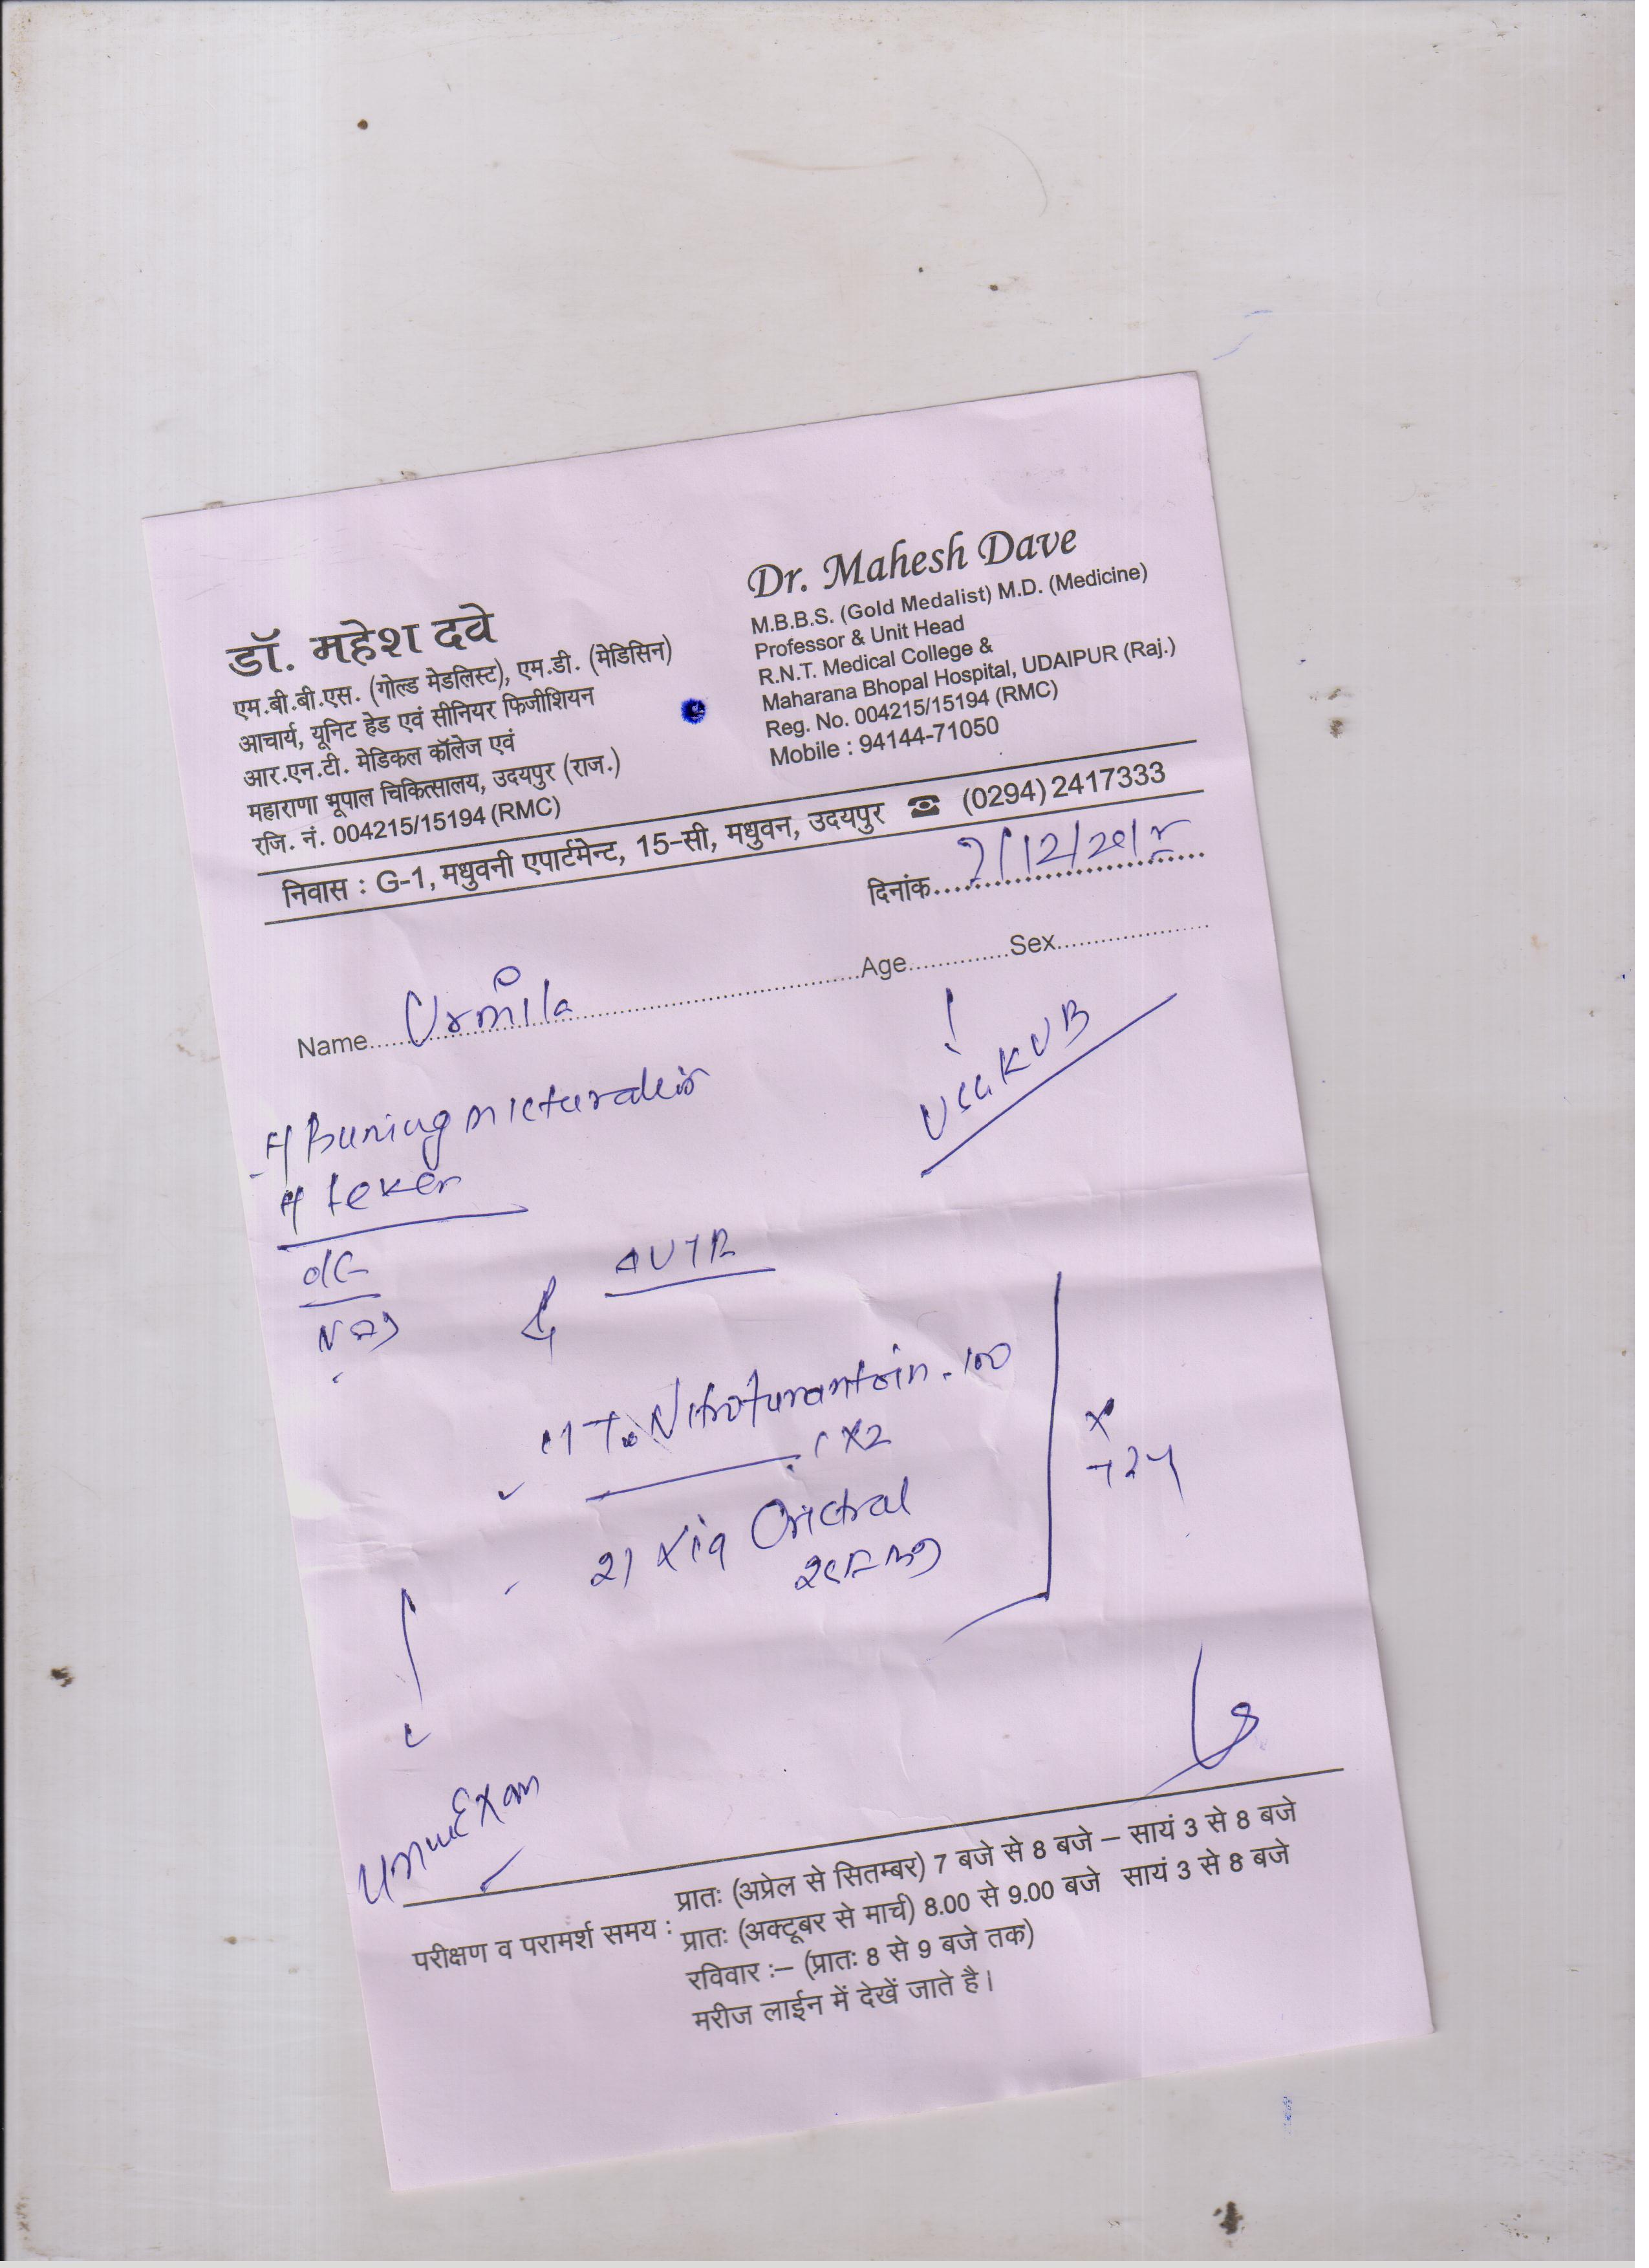 डॉ. महेश दवे
एम.बी.बी.एस. (गोल्ड मेडलिस्ट), एम.डी. (मेडिसिन)
आचार्य, यूनिट हेड एवं सीनियर फिजीशियन
आर.एन.टी. मेडिकल कॉलेज एवं
महाराणा भूपाल चिकित्सालय, उदयपुर (राज.)
रजि. नं. 004215/15194 (RMC)
Dr. Mahesh Dave
M.B.B.S. (Gold Medalist) M.D. (Medicine)
Professor & Unit Head
R.N.T. Medical College &
Maharana Bhopal Hospital, UDAIPUR (Raj.)
Reg. No. 004215/15194 (RMC)
Mobile : 94144-71050
निवास : G-1, मधुवनी एपार्टमेन्ट, 15-सी, मधुवन, उदयपुर ☎ (0294) 2417333
दिनांक
Name Urmila Age Sex
USG KUB
Burning micturation
fever
T. Nitrofurantoin. 100
1 X 2
2)
X
Urine Exam
परीक्षण व परामर्श समय :
प्रातः (अप्रेल से सितम्बर) 7 बजे से 8 बजे – सायं 3 से 8 बजे
प्रातः (अक्टूबर से मार्च) 8.00 से 9.00 बजे सायं 3 से 8 बजे
रविवार :– (प्रातः 8 से 9 बजे तक)
मरीज लाईन में देखें जाते है।